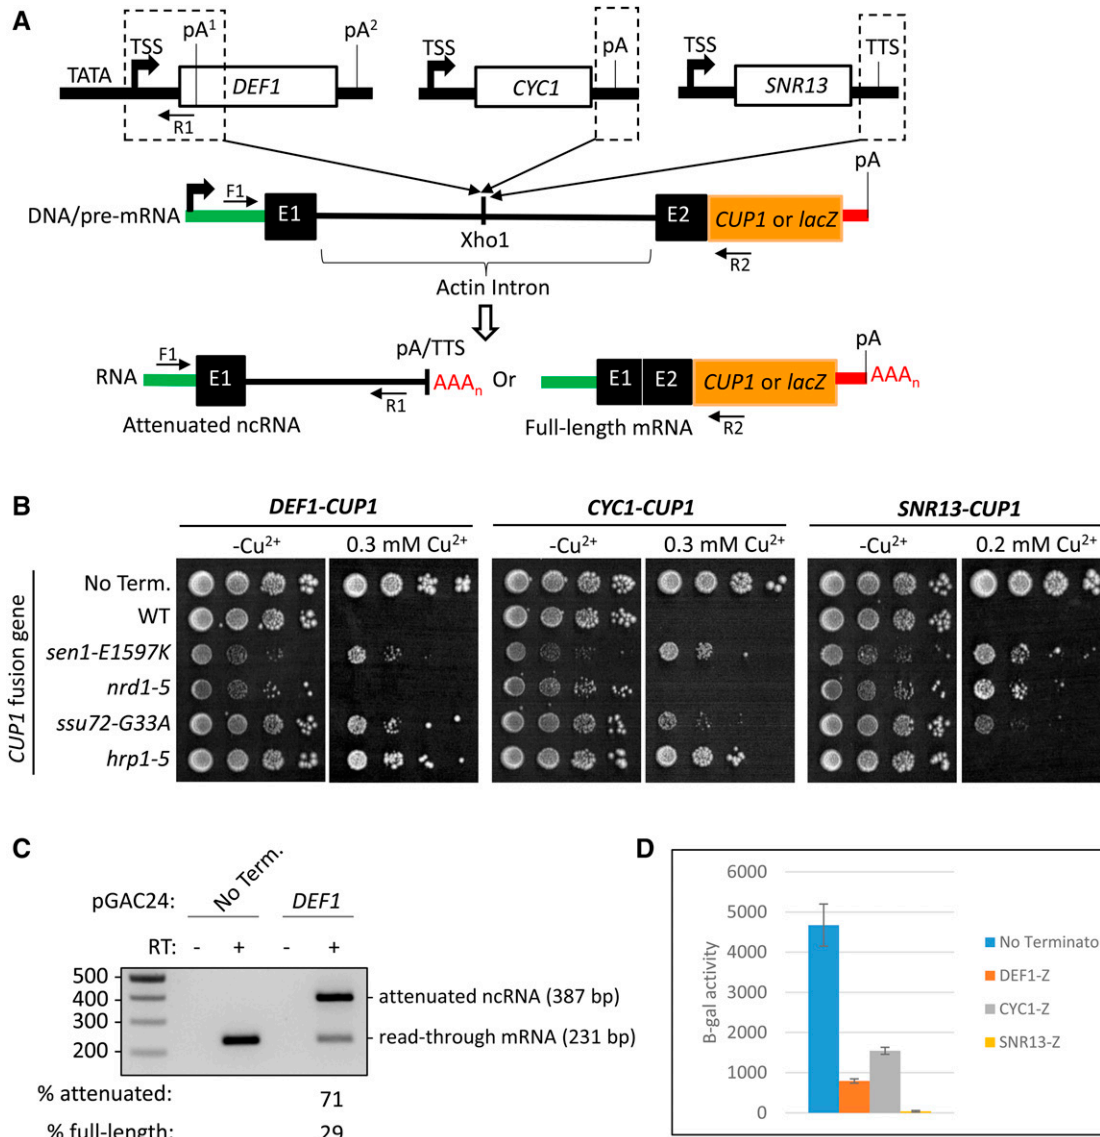 A
TSS pA¹ pA² TSS pA TSS TTS
TATA
DEF1 CYC1 SNR13
R1
pA
F1
DNA/pre-mRNA E1 E2 CUP1 or lacZ
Xho1
R2
Actin Intron
pA/TTS pA
F1
RNA E1 AAAn Or E1 E2 CUP1 or lacZ AAAn
R1
Attenuated ncRNA Full-length mRNA R2
B
DEF1-CUP1 CYC1-CUP1 SNR13-CUP1
-Cu²⁺ 0.3 mM Cu²⁺ -Cu²⁺ 0.3 mM Cu²⁺ -Cu²⁺ 0.2 mM Cu²⁺
CUP1 fusion gene
No Term.
WT
sen1-E1597K
nrd1-5
ssu72-G33A
hrp1-5
C
pGAC24: No Term. DEF1
RT: - + - +
500
400
300
200
attenuated ncRNA (387 bp)
read-through mRNA (231 bp)
% attenuated: 71
% full-length: 29
D
B-gal activity
6000
5000
4000
3000
2000
1000
0
No Terminato
DEF1-Z
CYC1-Z
SNR13-Z